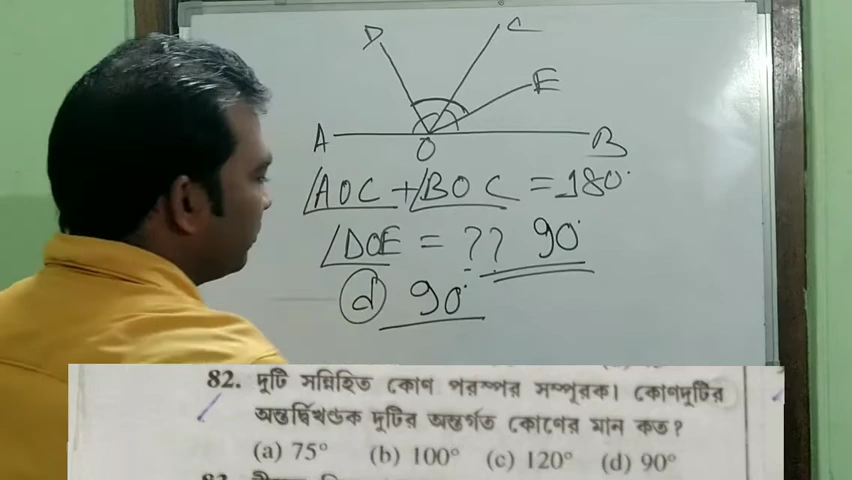 D C
E
A O B
∠AOC + ∠BOC = 180°
∠DOE = ?? 90°
(d) 90°
82. দুটি সন্নিহিত কোণ পরস্পর সম্পূরক। কোণদুটির
অন্তর্দ্বিখণ্ডক দুটির অন্তর্গত কোণের মান কত?
(a) 75° (b) 100° (c) 120° (d) 90°